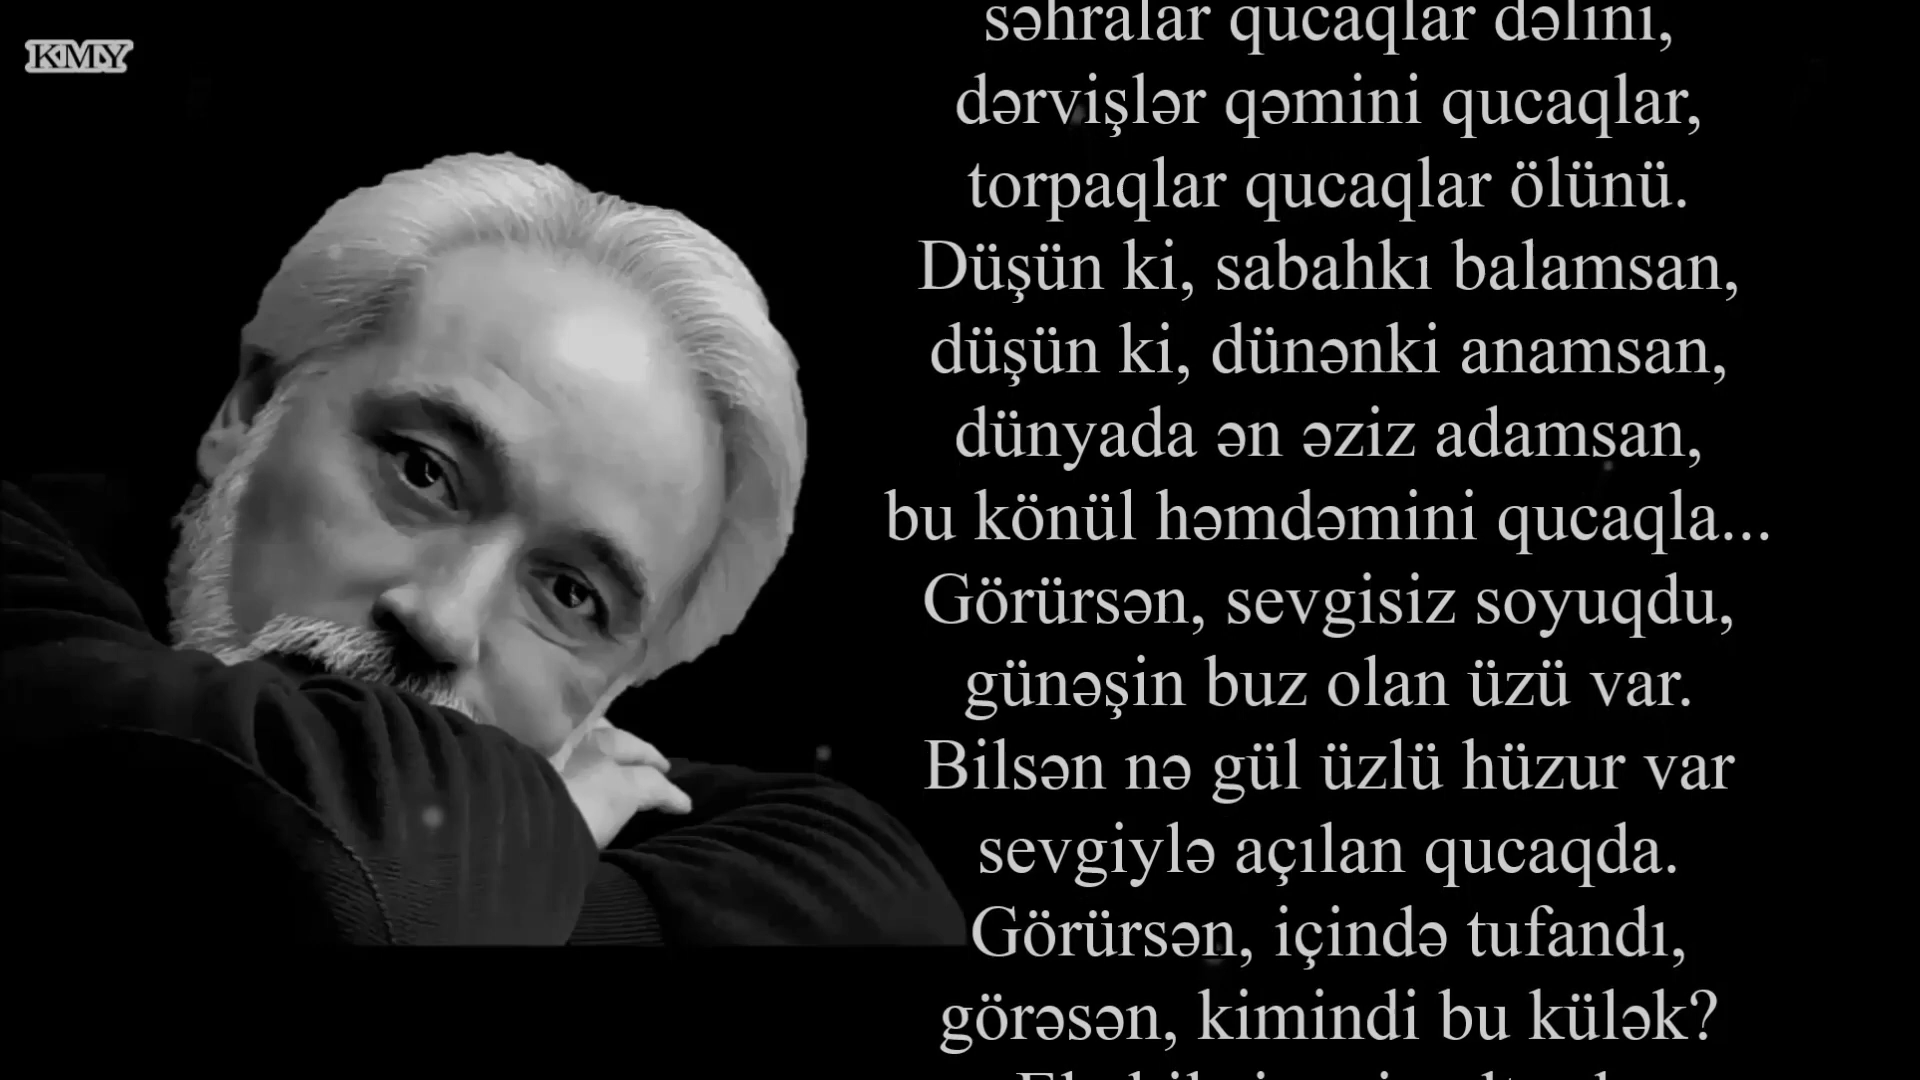 KMY
səhralar qucaqlar dəlini,
dərvişlər qəmini qucaqlar,
torpaqlar qucaqlar ölünü.
Düşün ki, sabahkı balamsan,
düşün ki, dünənki anamsan,
dünyada ən əziz adamsan,
bu könül həmdəmini qucaqla...
Görürsən, sevgisiz soyuqdu,
günəşin buz olan üzü var.
Bilsən nə gül üzlü hüzur var
sevgiylə açılan qucaqda.
Görürsən, içində tufandı,
görəsən, kimindi bu külək?